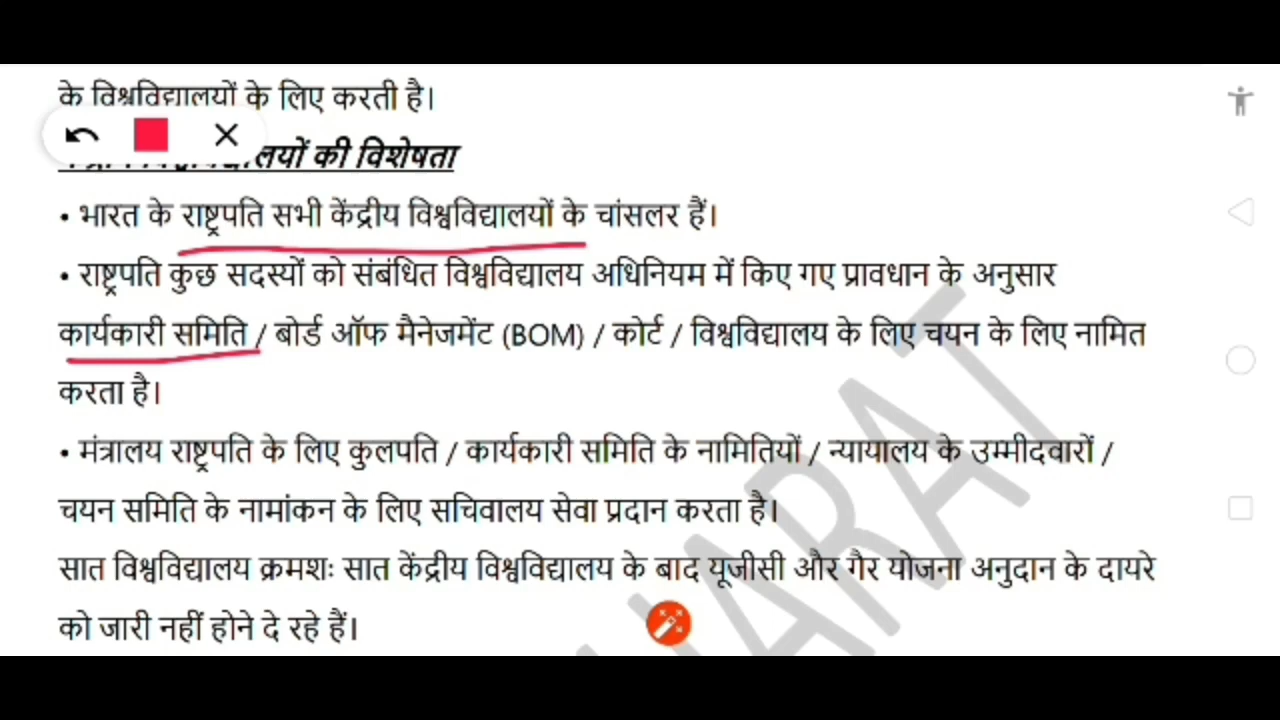 के विश्वविद्यालयों के लिए करती है।
की विशेषता
• भारत के राष्ट्रपति सभी केंद्रीय विश्वविद्यालयों के चांसलर हैं।
• राष्ट्रपति कुछ सदस्यों को संबंधित विश्वविद्यालय अधिनियम में किए गए प्रावधान के अनुसार
कार्यकारी समिति / बोर्ड ऑफ मैनेजमेंट (BOM) / कोर्ट / विश्वविद्यालय के लिए चयन के लिए नामित
करता है।
• मंत्रालय राष्ट्रपति के लिए कुलपति / कार्यकारी समिति के नामितियों / न्यायालय के उम्मीदवारों /
चयन समिति के नामांकन के लिए सचिवालय सेवा प्रदान करता है।
सात विश्वविद्यालय क्रमशः सात केंद्रीय विश्वविद्यालय के बाद यूजीसी और गैर योजना अनुदान के दायरे
को जारी नहीं होने दे रहे हैं।